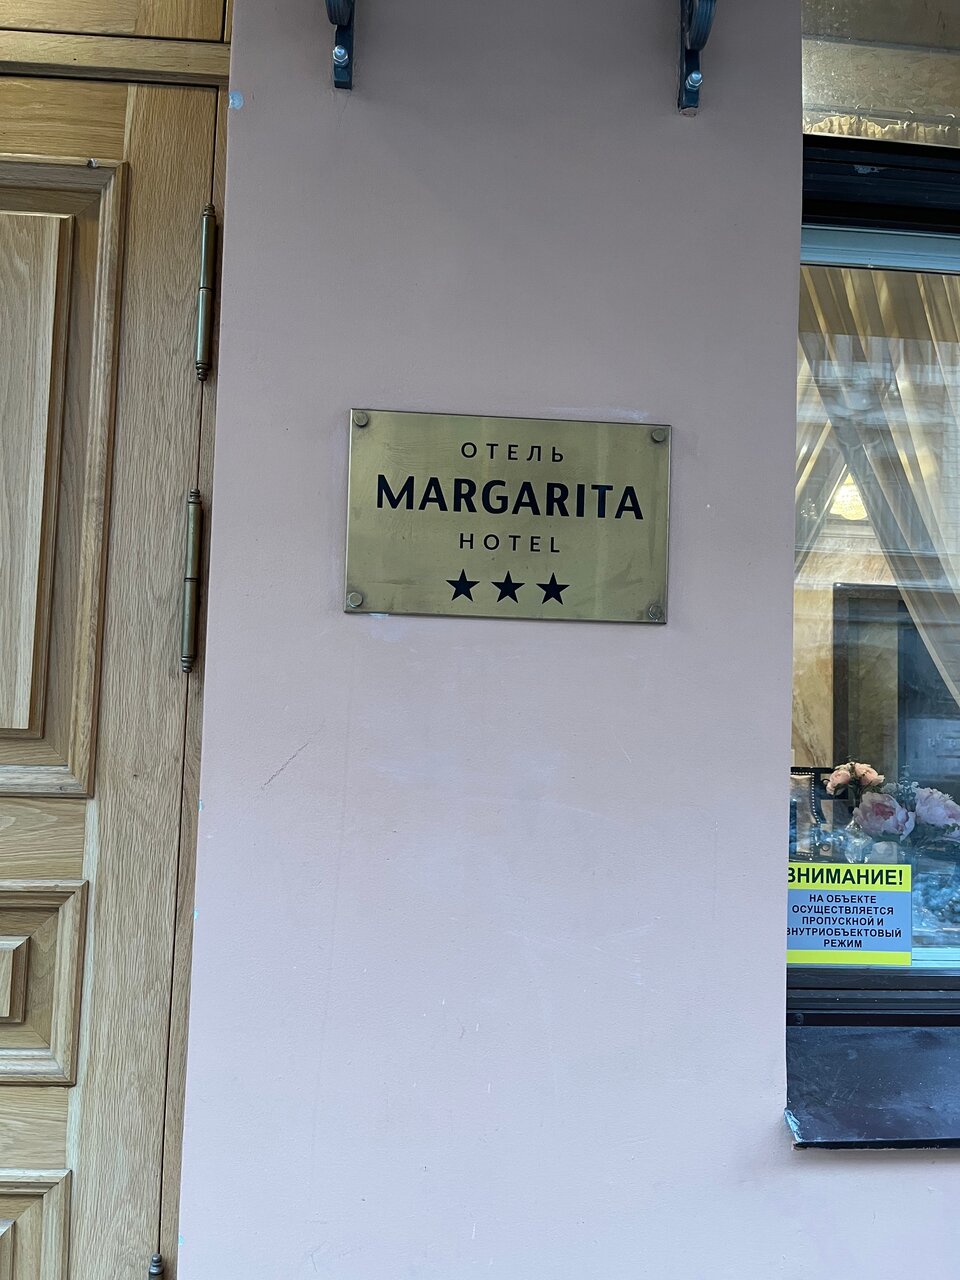 ОТЕЛЬ
MARGARITA
HOTEL
ВНИМАНИЕ!
НА ОБЪЕКТЕ
ОСУЩЕСТВЛЯЕТСЯ
ПРОПУСКНОЙ И
ВНУТРИОБЪЕКТОВЫЙ
РЕЖИМ